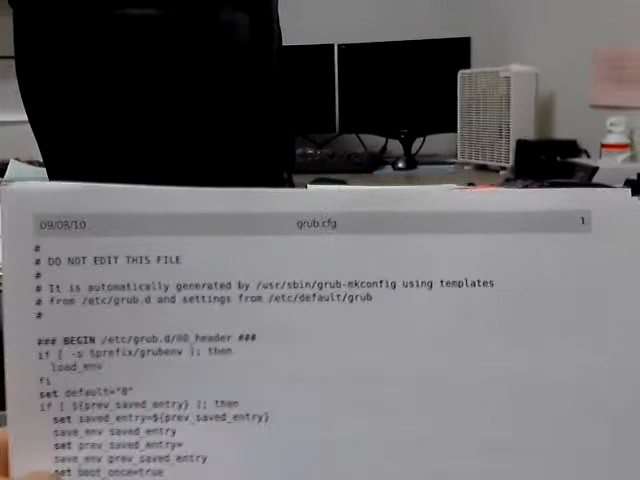 09/08/10 grub.cfg 1
#
# DO NOT EDIT THIS FILE
#
# It is automatically generated by /usr/sbin/grub-mkconfig using templates
# from /etc/grub.d and settings from /etc/default/grub
#
### BEGIN /etc/grub.d/00_header ###
if [ -s $prefix/grubenv ]; then
load_env
fi
set default="0"
if [ ${prev_saved_entry} ]; then
set saved_entry=${prev_saved_entry}
save_env saved_entry
set prev_saved_entry=
save_env prev_saved_entry
set boot_once=true